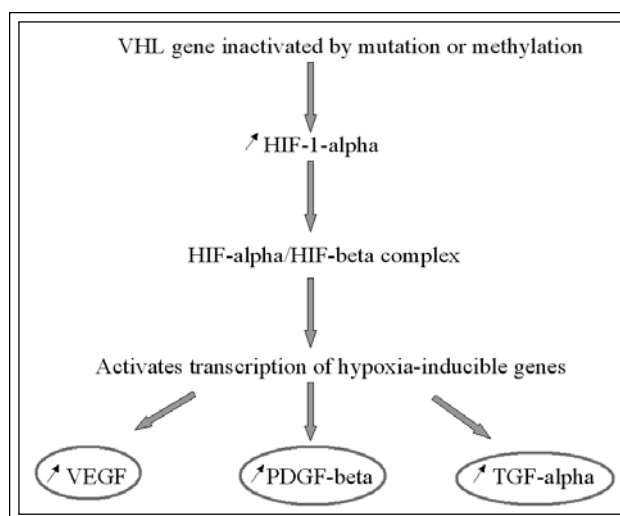 VHL gene inactivated by mutation or methylation
↗HIF-1-alpha
HIF-alpha/HIF-beta complex
Activates transcription of hypoxia-inducible genes
↗VEGF
↗PDGF-beta
↗ TGF-alpha